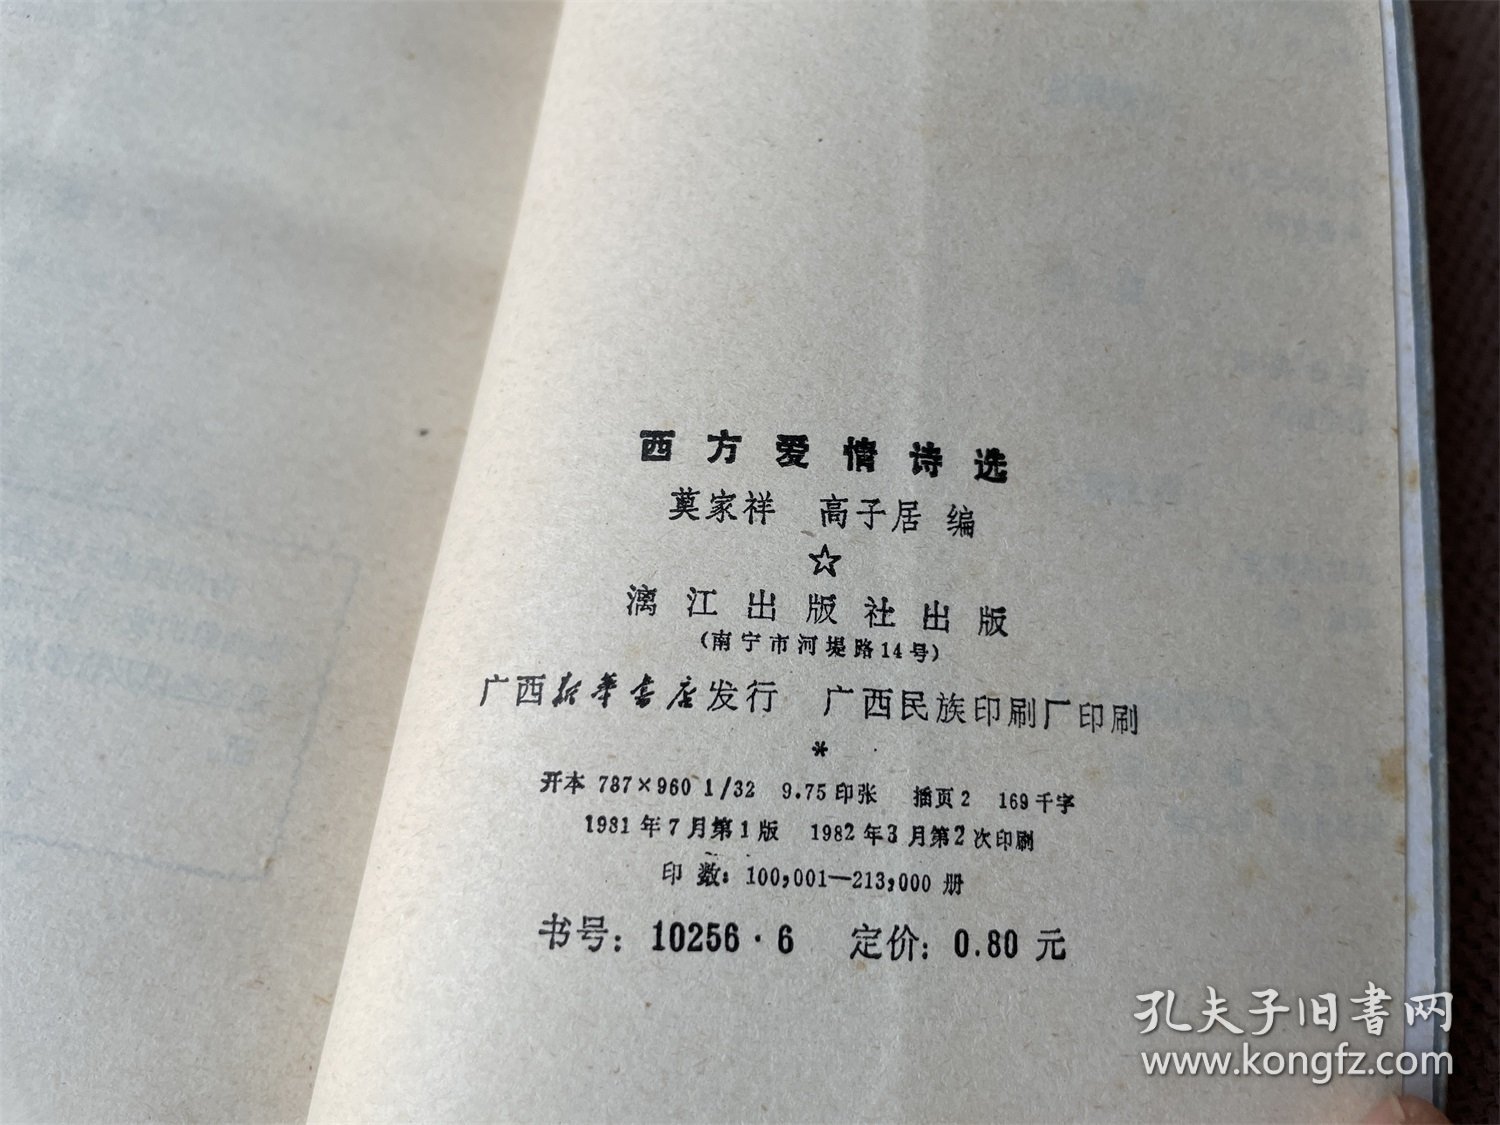 西方爱情诗选
莫家祥 高子居 编
☆
漓江出版社出版
(南宁市河堤路14号)
广西新华书店发行 广西民族印刷厂印刷
*
开本 787×960 1/32 9.75印张 插页2 169千字
1981年7月第1版 1982年3月第2次印刷
印数：100,001—213,000 册
书号：10256·6 定价：0.80 元
孔夫子旧书网
www.kongfz.com